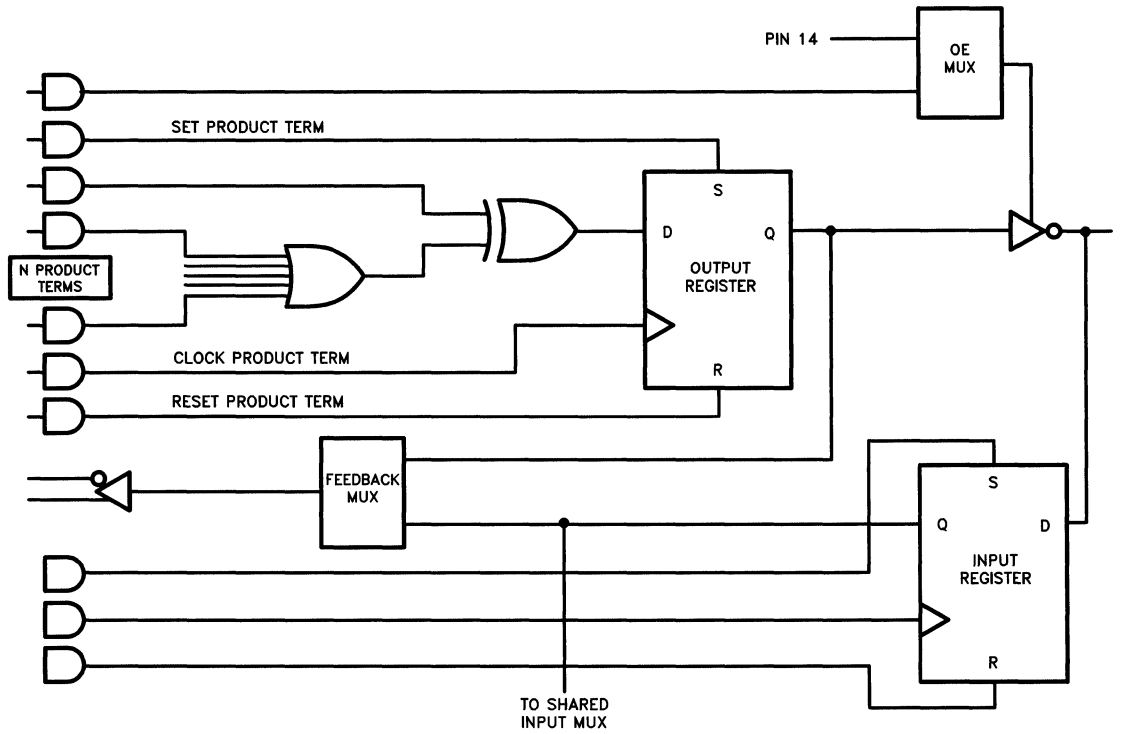 PIN 14
OE
MUX
SET PRODUCT TERM
S
D
Q
OUTPUT
REGISTER
N PRODUCT
TERMS
CLOCK PRODUCT TERM
R
RESET PRODUCT TERM
FEEDBACK
MUX
S
Q
D
INPUT
REGISTER
R
TO SHARED
INPUT MUX